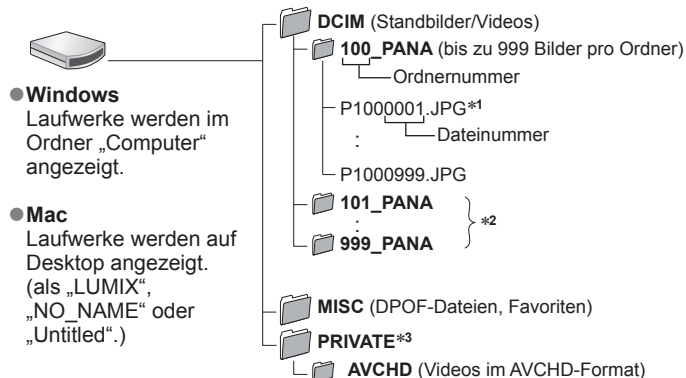 ●Windows
Laufwerke werden im
Ordner „Computer“
angezeigt.
●Mac
Laufwerke werden auf
Desktop angezeigt.
(als „LUMIX“,
„NO_NAME“ oder
„Untitled“.)
DCIM (Standbilder/Videos)
100_PANA (bis zu 999 Bilder pro Ordner)
Ordnernummer
P1000001.JPG*1
Dateinummer
:
P1000999.JPG
101_PANA
:
*2
999_PANA
MISC (DPOF-Dateien, Favoriten)
PRIVATE*3
AVCHD (Videos im AVCHD-Format)